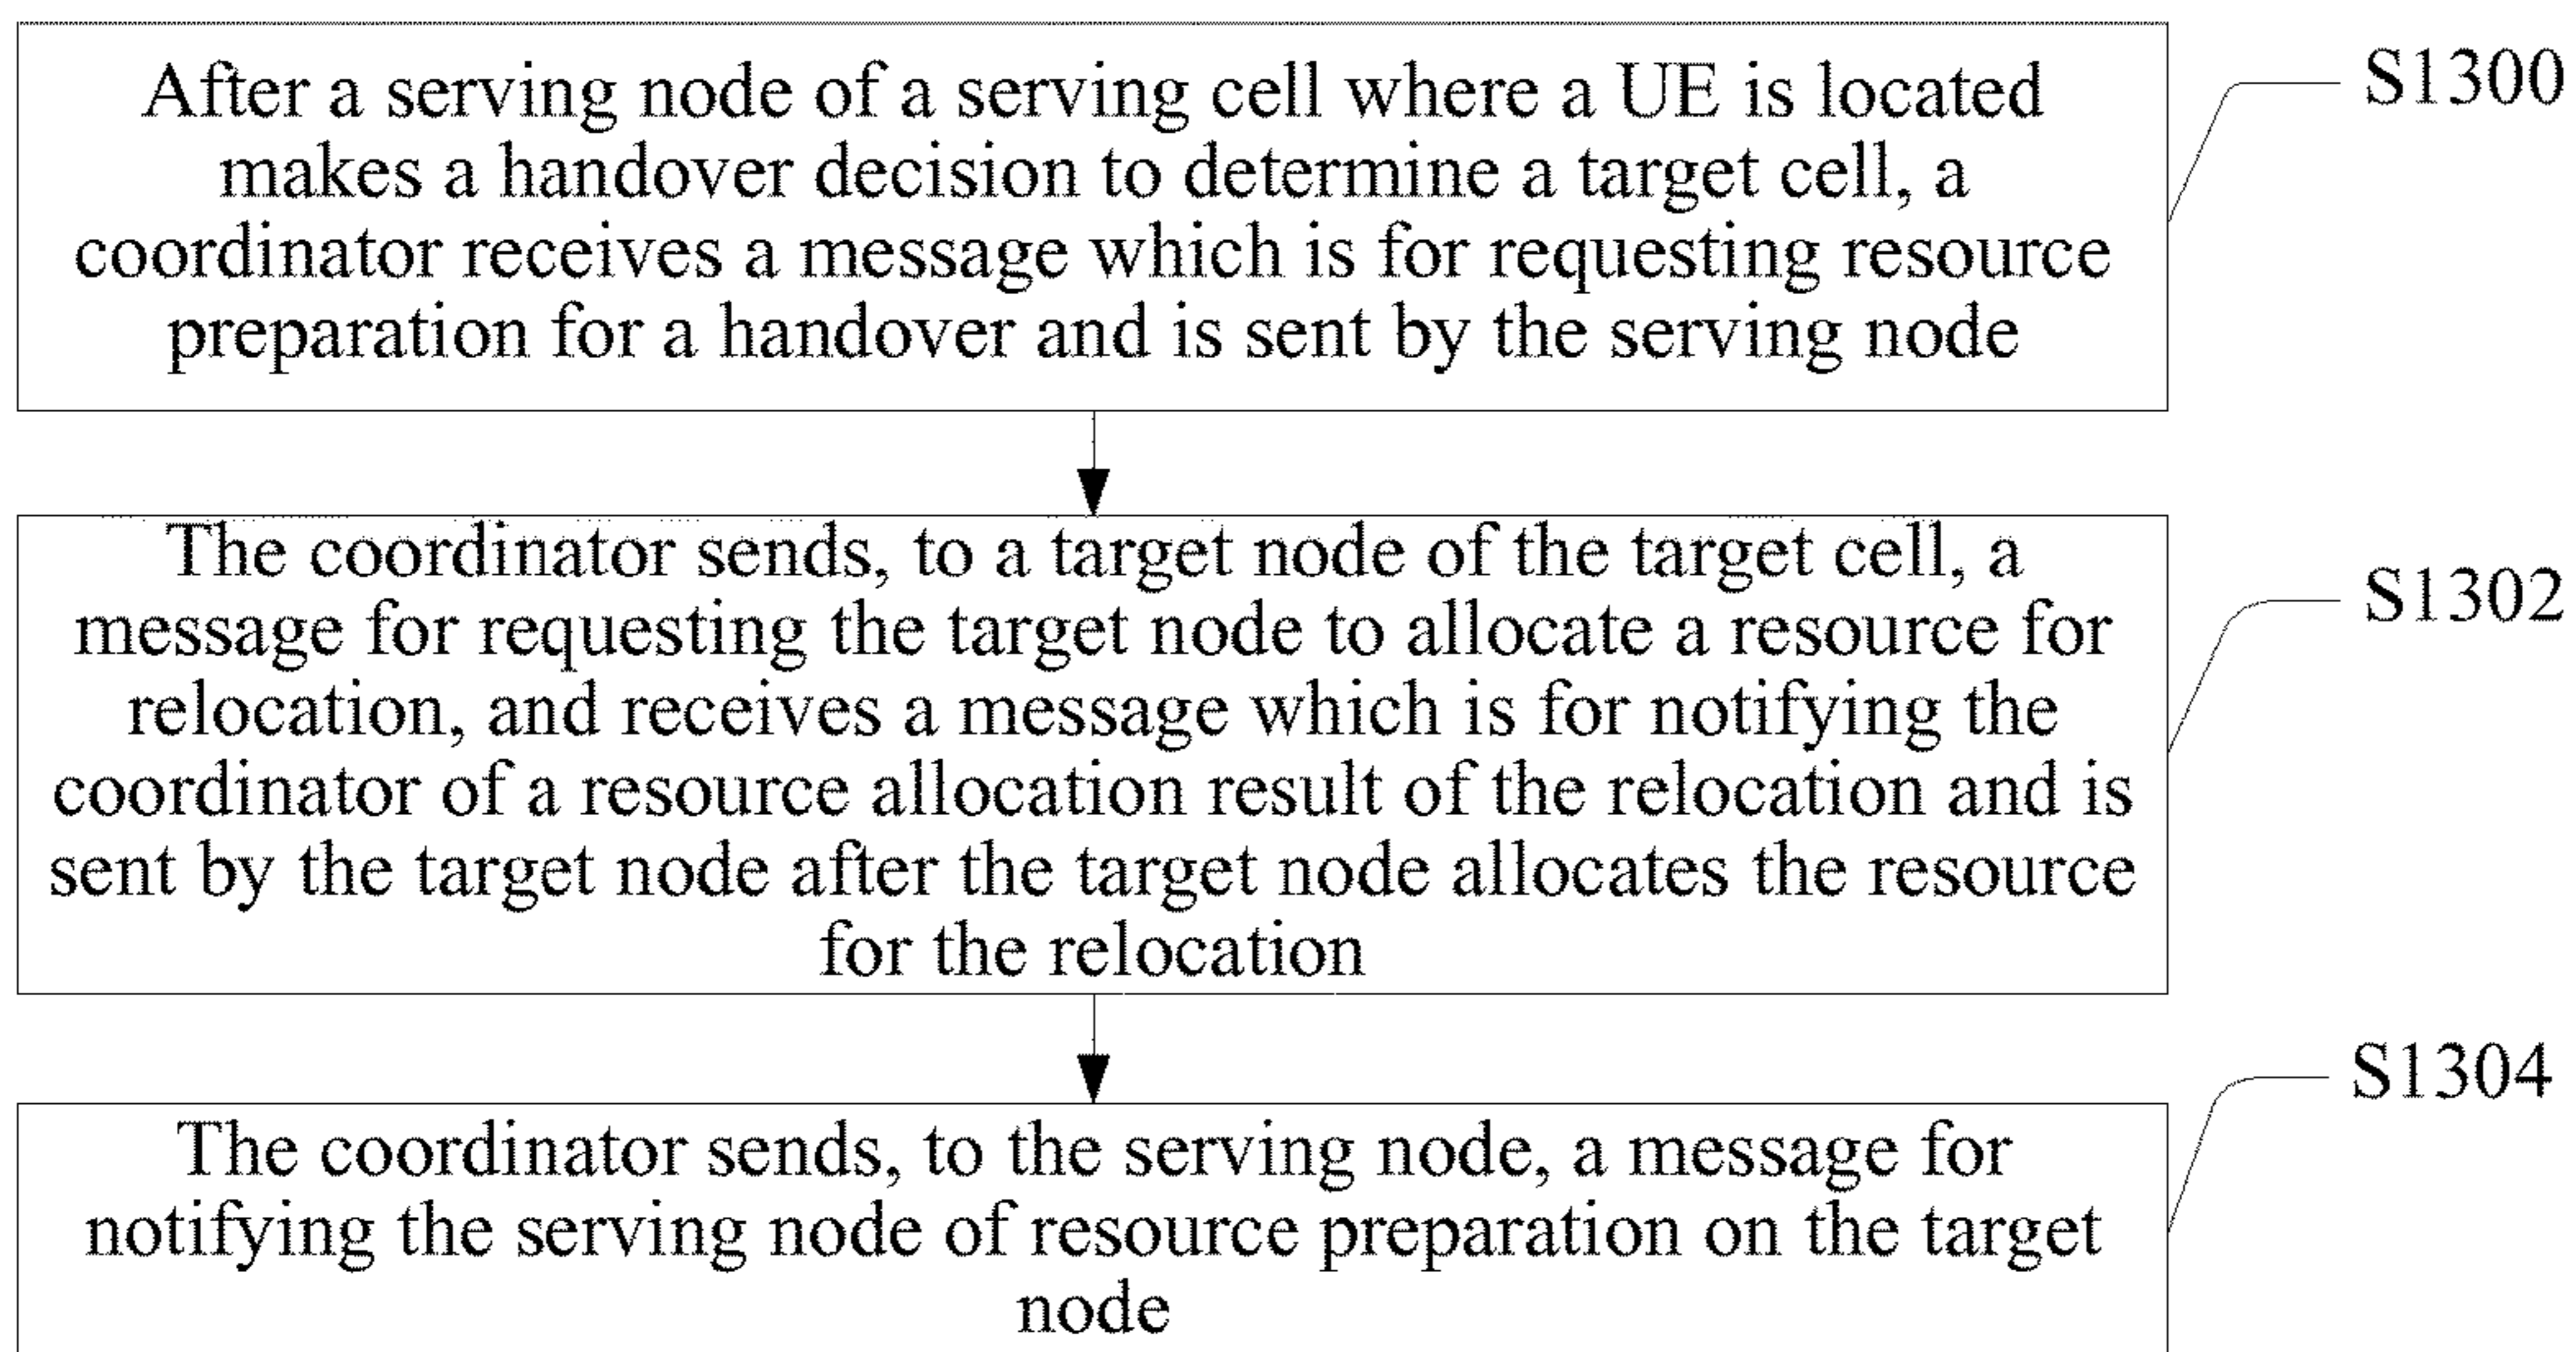 After a serving node of a serving cell where a UE is located
makes a handover decision to determine a target cell, a
coordinator receives a message which is for requesting resource
preparation for a handover and is sent by the serving node
S1300
The coordinator sends, to a target node of the target cell, a
message for requesting the target node to allocate a resource for
relocation, and receives a message which is for notifying the
coordinator of a resource allocation result of the relocation and is
sent by the target node after the target node allocates the resource
for the relocation
S1302
The coordinator sends, to the serving node, a message for
notifying the serving node of resource preparation on the target
node
S1304